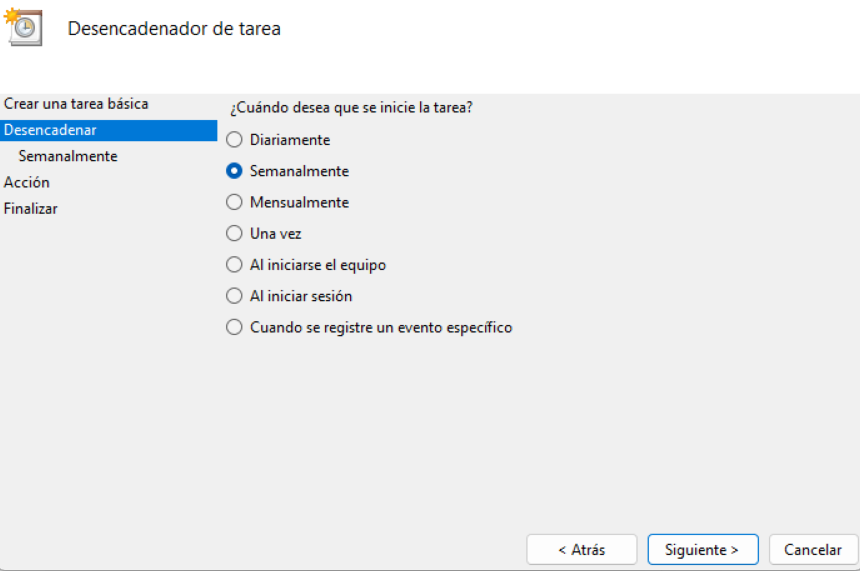 Desencadenador de tarea
Crear una tarea básica
Desencadenar
Semanalmente
Acción
Finalizar
¿Cuándo desea que se inicie la tarea?
Diariamente
Semanalmente
Mensualmente
Una vez
Al iniciarse el equipo
Al iniciar sesión
Cuando se registre un evento específico
< Atrás
Siguiente >
Cancelar